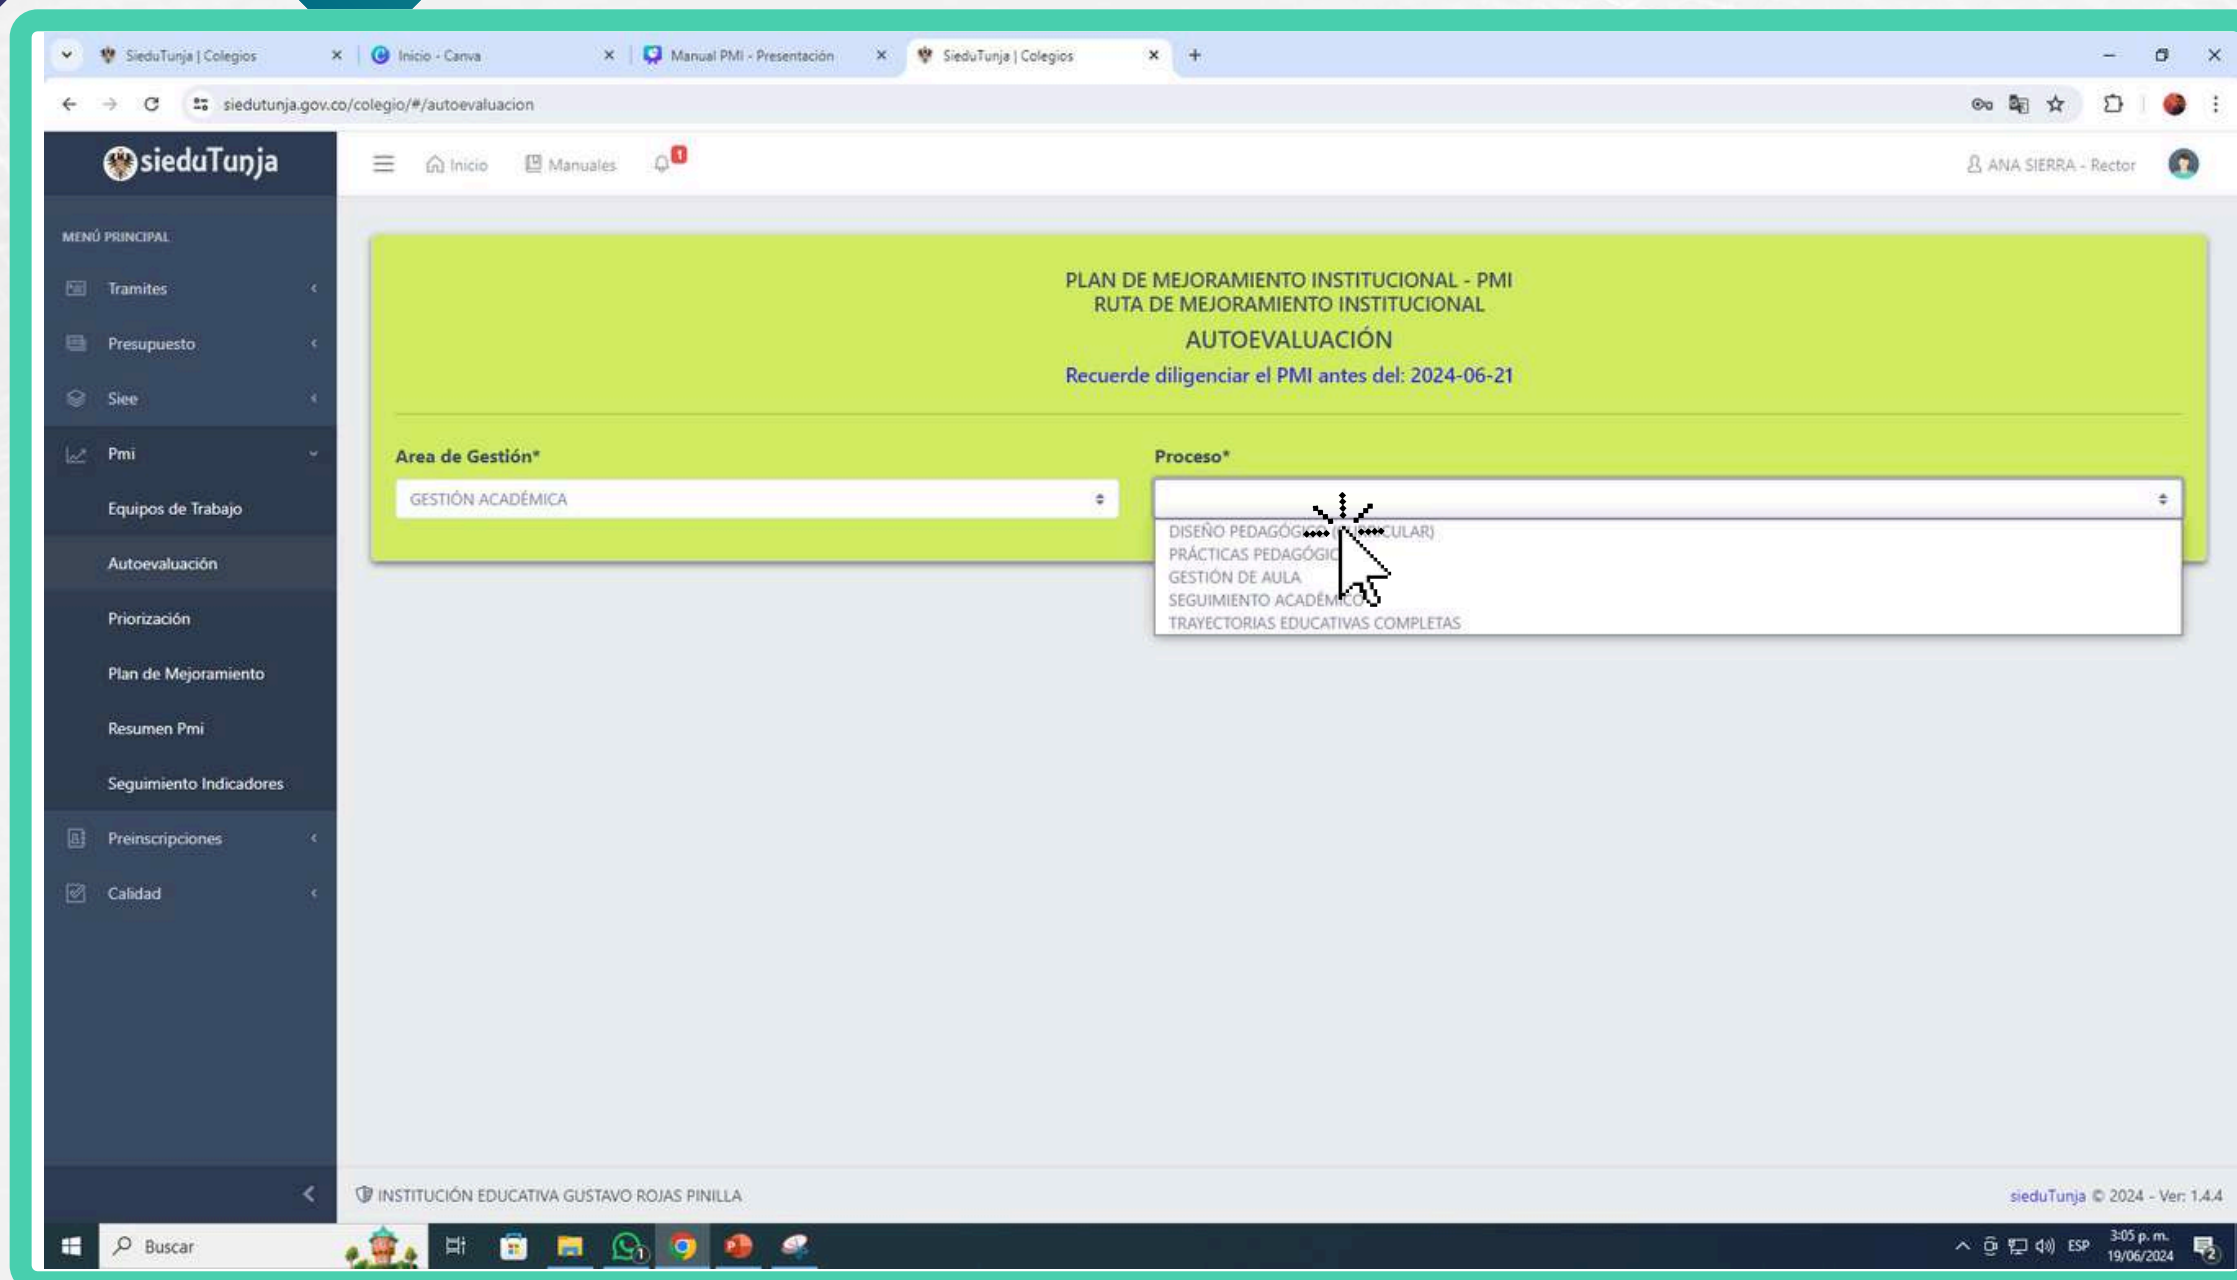 SieduTunja | Colegios
Inicio - Canva
Manual PMI - Presentación
SieduTunja | Colegios
siedutunja.gov.co/colegio/#/autoevaluacion
sieduTunja
Inicio
Manuales
1
ANA SIERRA - Rector
MENÚ PRINCIPAL
Tramites
Presupuesto
Siee
Pmi
Equipos de Trabajo
Autoevaluación
Priorización
Plan de Mejoramiento
Resumen Pmi
Seguimiento Indicadores
Preinscripciones
Calidad
PLAN DE MEJORAMIENTO INSTITUCIONAL - PMI
RUTA DE MEJORAMIENTO INSTITUCIONAL
AUTOEVALUACIÓN
Recuerde diligenciar el PMI antes del: 2024-06-21
Area de Gestión*
GESTIÓN ACADÉMICA
Proceso*
DISEÑO PEDAGÓGICO (CURRICULAR)
PRÁCTICAS
GESTIÓN DE AULA
SEGUIMIENTO ACADÉMICO
TRAYECTORIAS EDUCATIVAS COMPLETAS
INSTITUCIÓN EDUCATIVA GUSTAVO ROJAS PINILLA
sieduTunja © 2024 - Ver: 1.4.4
Buscar
1
ESP
3:05 p. m.
19/06/2024
2